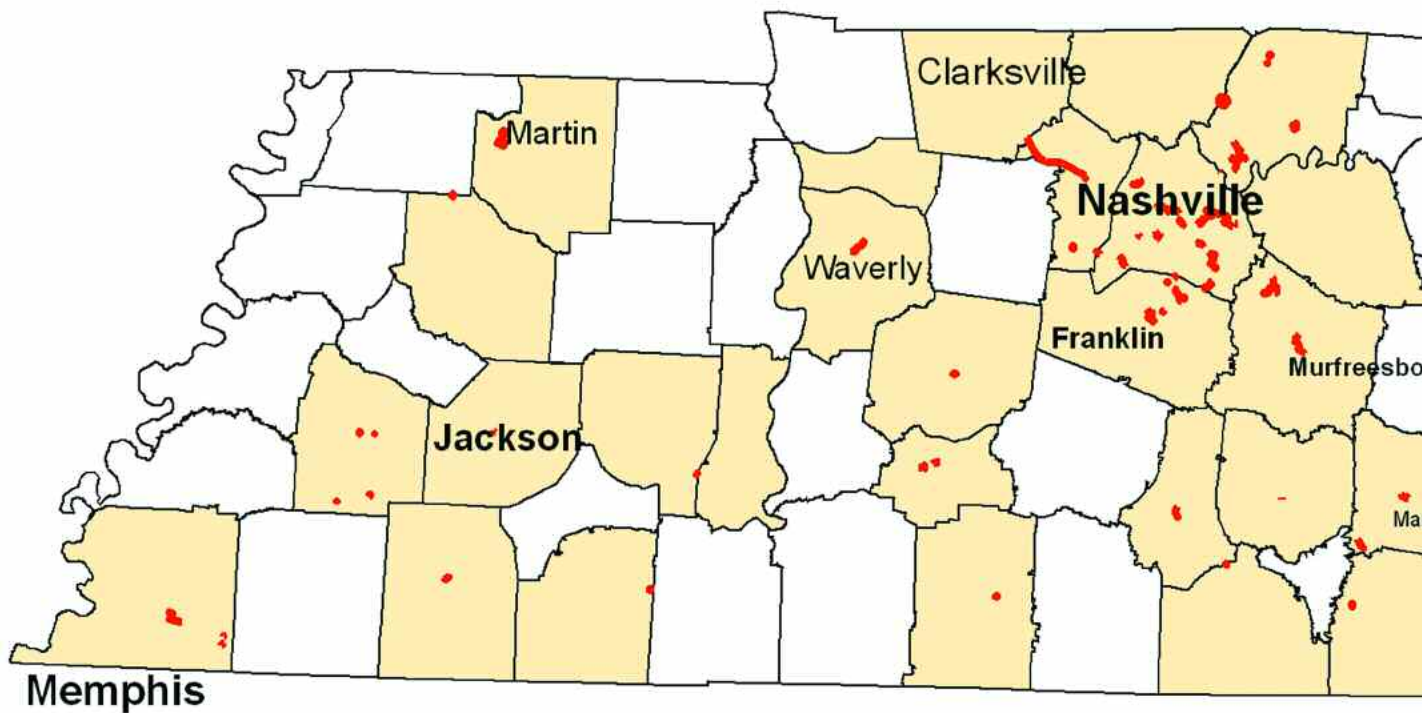 Clarksville
Martin
Nashville
Waverly
Franklin
Murfreesbo
Jackson
Ma
Memphis